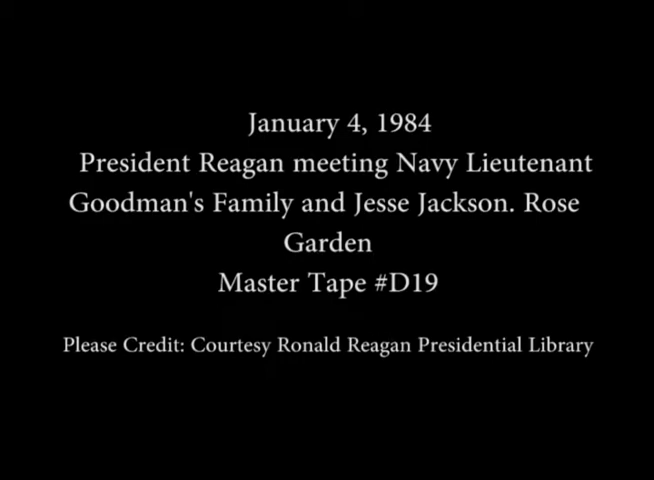 January 4, 1984
President Reagan meeting Navy Lieutenant
Goodman's Family and Jesse Jackson. Rose
Garden
Master Tape #D19
Please Credit: Courtesy Ronald Reagan Presidential Library